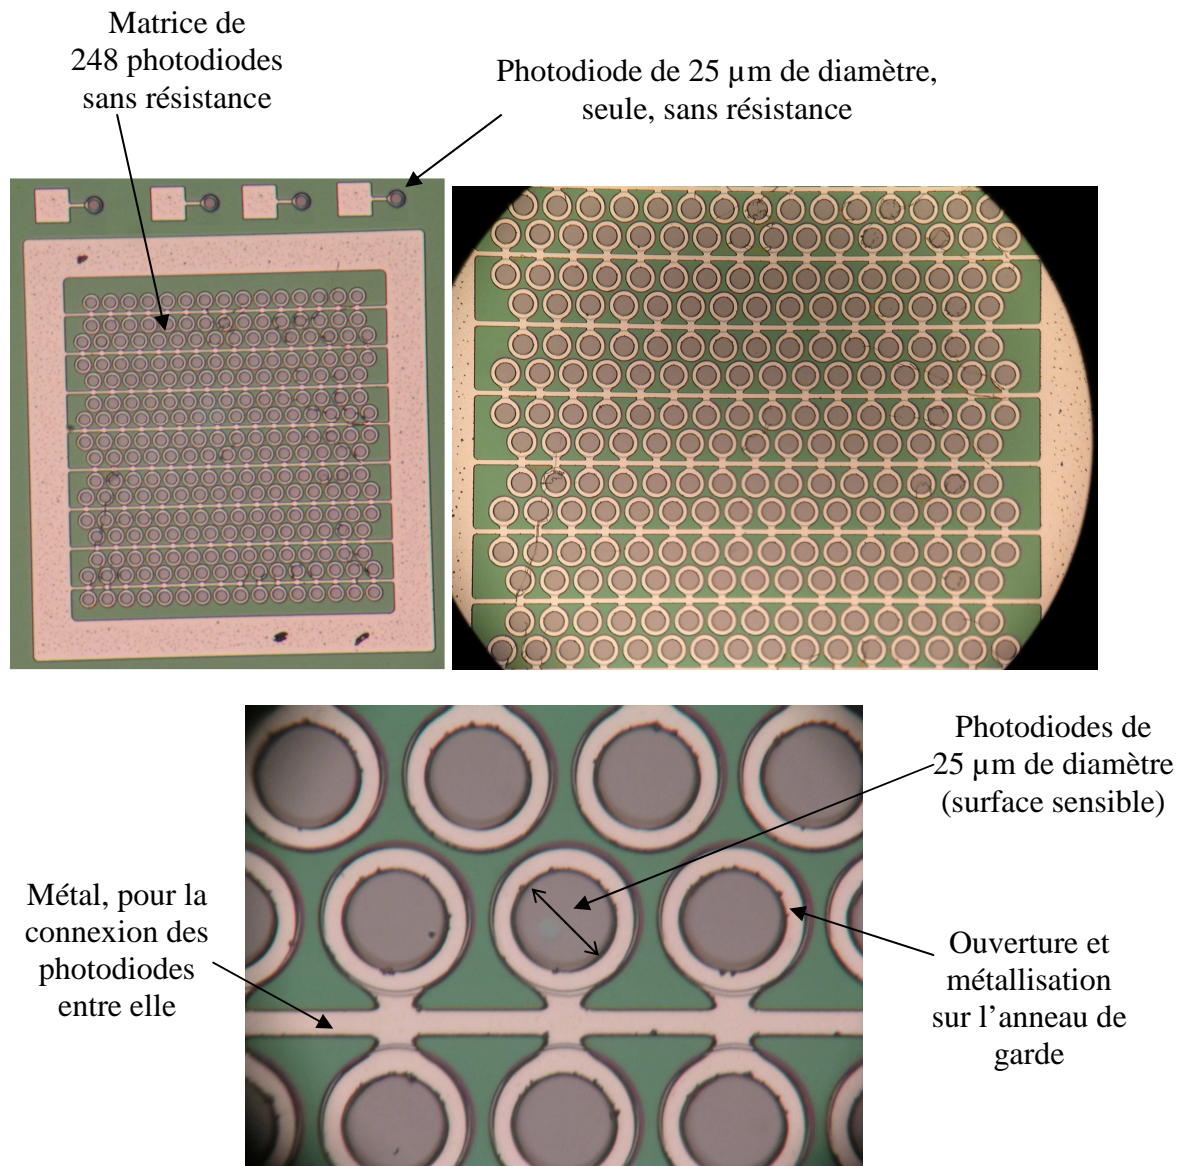 Matrice de
248 photodiodes
sans résistance
Photodiode de 25 µm de diamètre,
seule, sans résistance
Photodiodes de
25 µm de diamètre
(surface sensible)
Métal, pour la
connexion des
photodiodes
entre elle
Ouverture et
métallisation
sur l’anneau de
garde